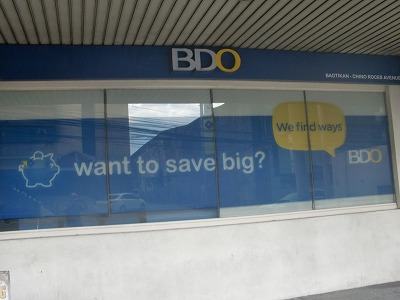 BDO
BAGTIKAN - CHINO ROCES AVENUE
want to save big?
We find ways
BDO